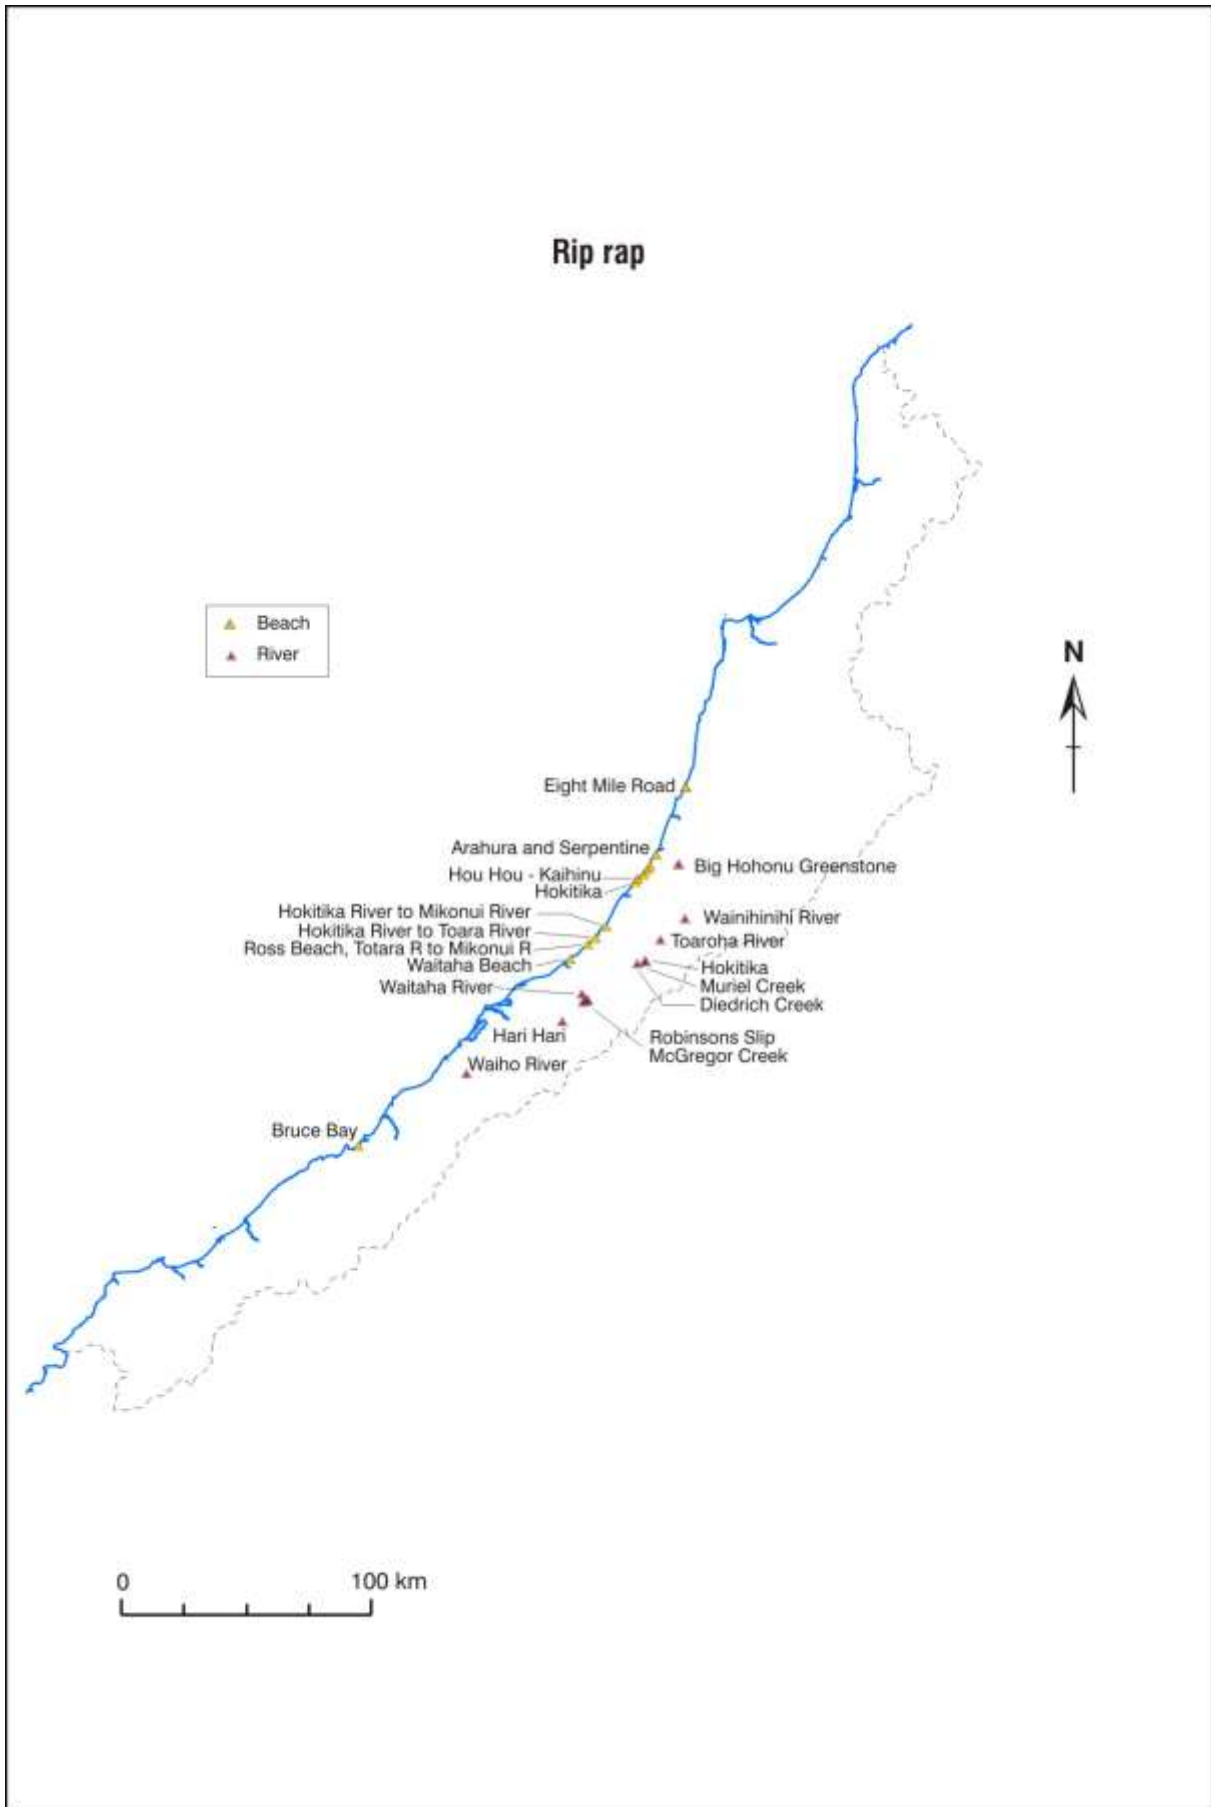 Rip rap
Beach
River
N
Eight Mile Road
Arahura and Serpentine
Big Hohonu Greenstone
Hou Hou - Kaihinu
Hokitika
Hokitika River to Mikonui River
Wainihinihi River
Hokitika River to Toara River
Toaroha River
Ross Beach, Totara R to Mikonui R
Waitaha Beach
Hokitika
Waitaha River
Muriel Creek
Diedrich Creek
Hari Hari
Robinsons Slip
McGregor Creek
Waiho River
Bruce Bay
0 100 km